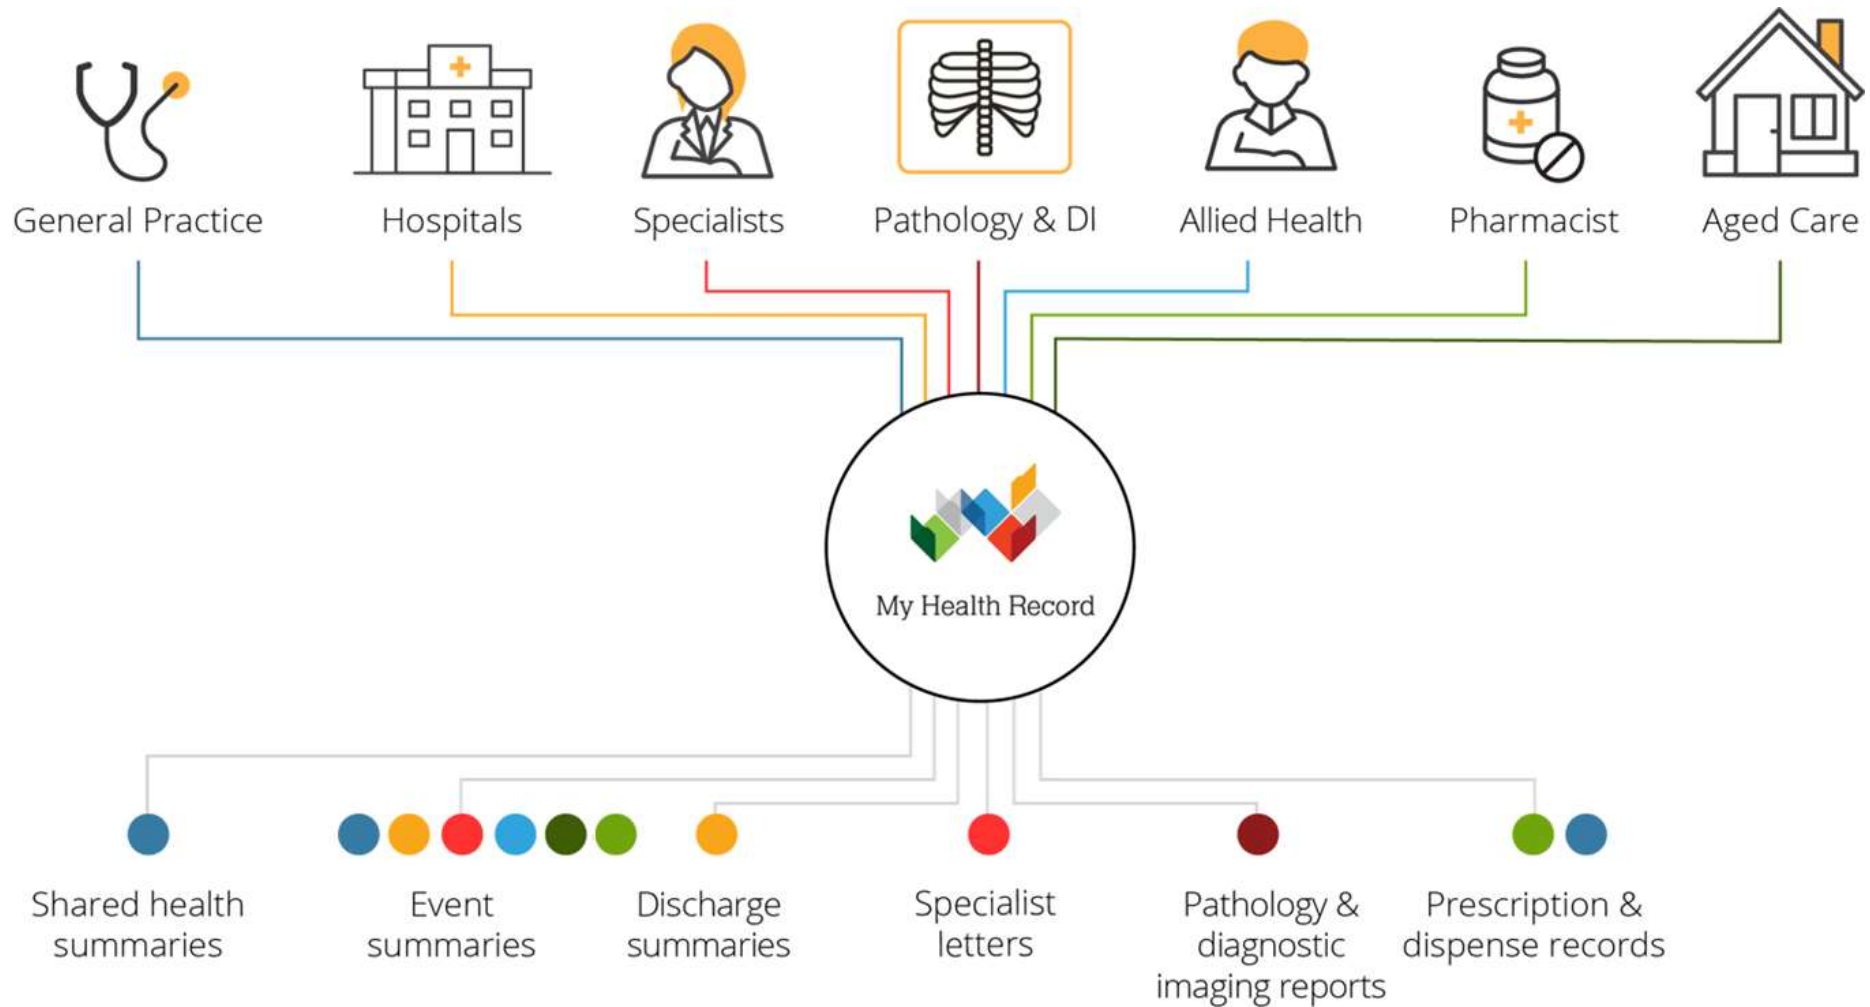 General Practice
Hospitals
Specialists
Pathology & DI
Allied Health
Pharmacist
Aged Care
My Health Record
Shared health
summaries
Event
summaries
Discharge
summaries
Specialist
letters
Pathology &
diagnostic
imaging reports
Prescription &
dispense records